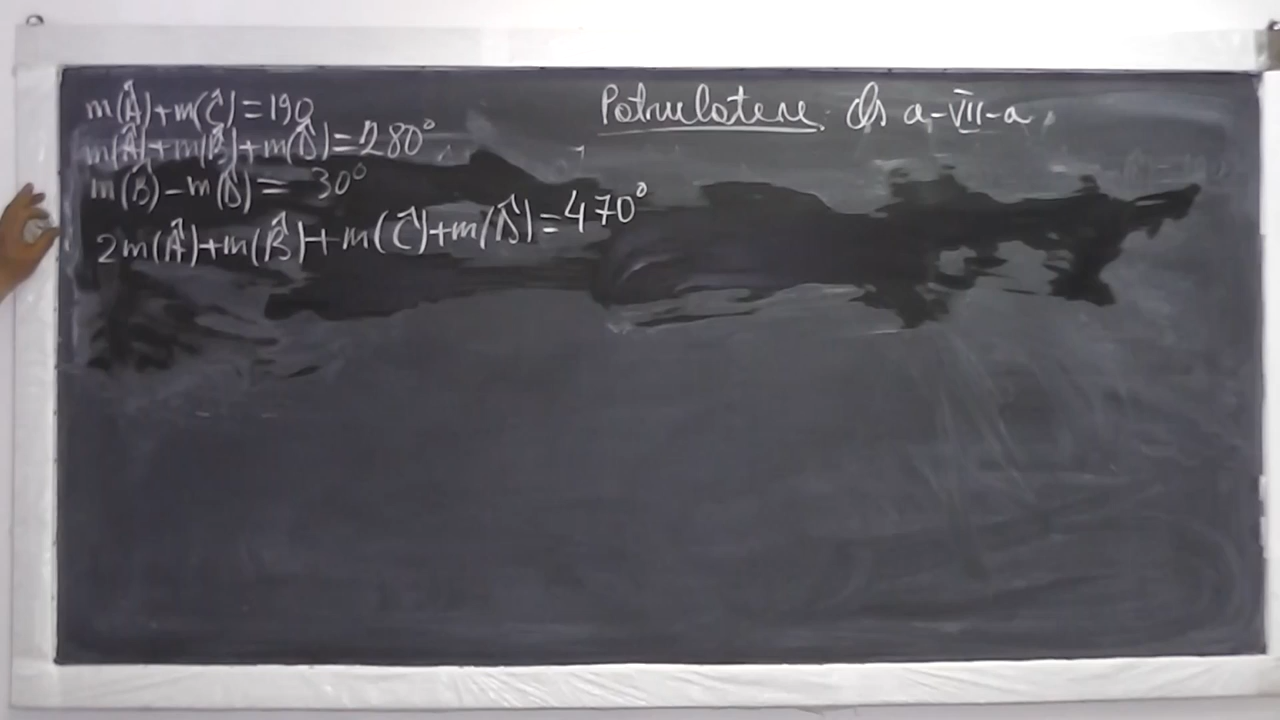 Patrulatere. Cls a-VII-a.
m(Â)+m(Ĉ)=190
m(Â)+m(B̂)+m(D̂)=280°
m(B̂)-m(D̂)= 30°
2m(Â)+m(B̂)+m(Ĉ)+m(D̂)=470°